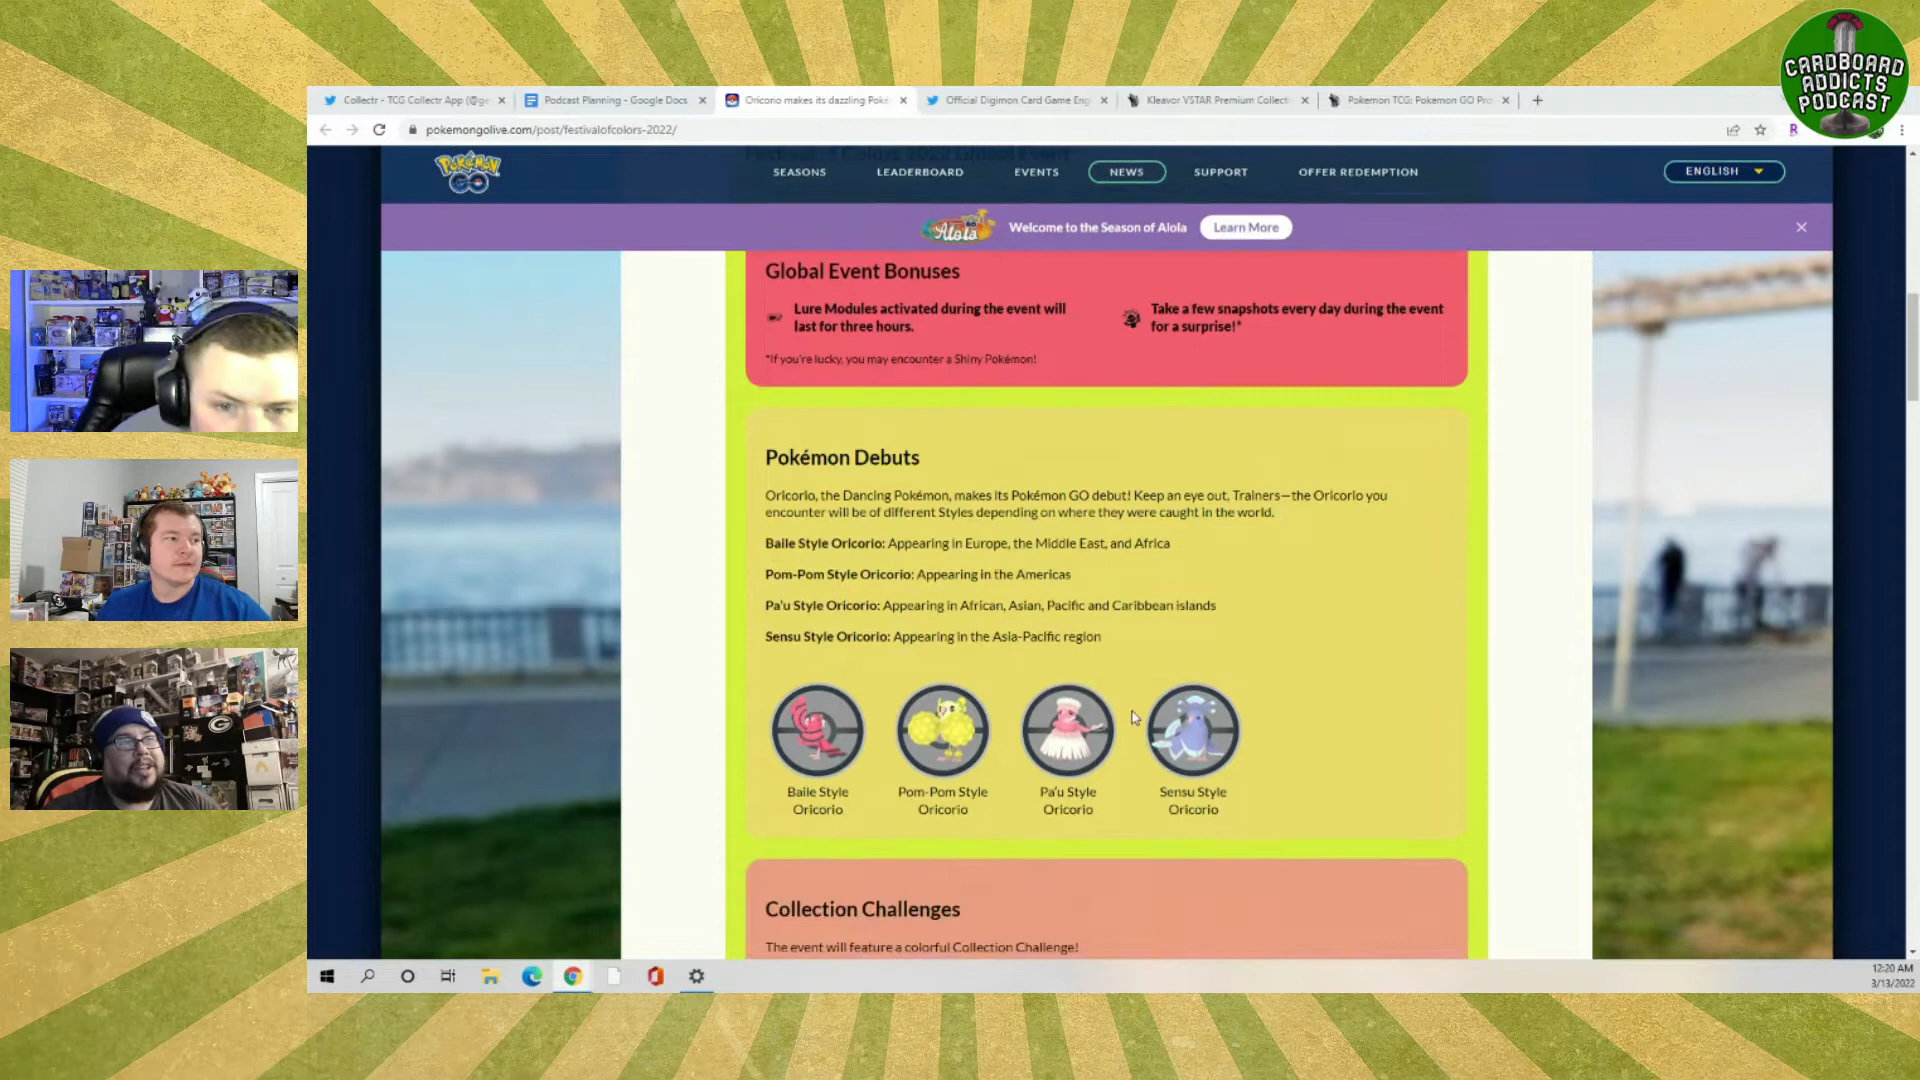 CARDBOARD
ADDICTS
PODCAST
Collectr - TCG Collectr App (@ge
Podcast Planning - Google Docs
Oricorio makes its dazzling Poké
Official Digimon Card Game Eng
Kleavor VSTAR Premium Collecti
Pokemon TCG: Pokemon GO Pro
pokemongolive.com/post/festivalofcolors-2022/
R
POKÉMON
GO
SEASONS
LEADERBOARD
EVENTS
NEWS
SUPPORT
OFFER REDEMPTION
ENGLISH
Alola
Welcome to the Season of Alola
Learn More
Global Event Bonuses
Lure Modules activated during the event will
last for three hours.
Take a few snapshots every day during the event
for a surprise!*
*If you're lucky, you may encounter a Shiny Pokémon!
Pokémon Debuts
Oricorio, the Dancing Pokémon, makes its Pokémon GO debut! Keep an eye out, Trainers—the Oricorio you
encounter will be of different Styles depending on where they were caught in the world.
Baile Style Oricorio: Appearing in Europe, the Middle East, and Africa
Pom-Pom Style Oricorio: Appearing in the Americas
Pa'u Style Oricorio: Appearing in African, Asian, Pacific and Caribbean islands
Sensu Style Oricorio: Appearing in the Asia-Pacific region
Baile Style
Oricorio
Pom-Pom Style
Oricorio
Pa'u Style
Oricorio
Sensu Style
Oricorio
Collection Challenges
The event will feature a colorful Collection Challenge!
12:20 AM
3/13/2022